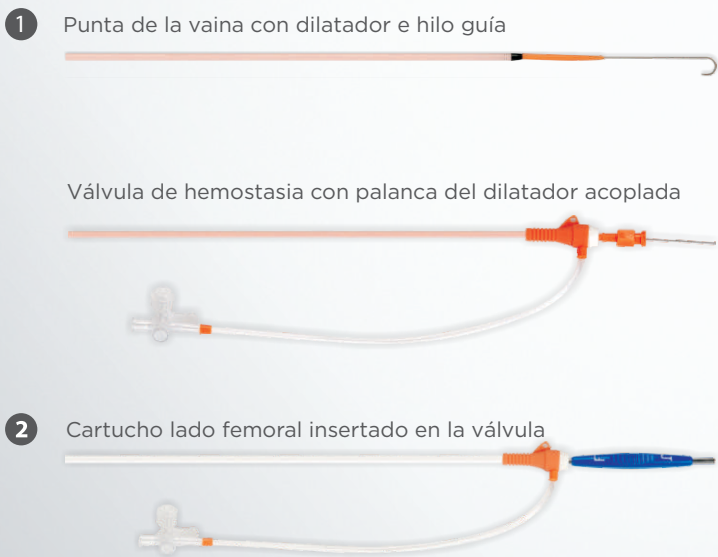 1 Punta de la vaina con dilatador e hilo guía
Válvula de hemostasia con palanca del dilatador acoplada
2 Cartucho lado femoral insertado en la válvula